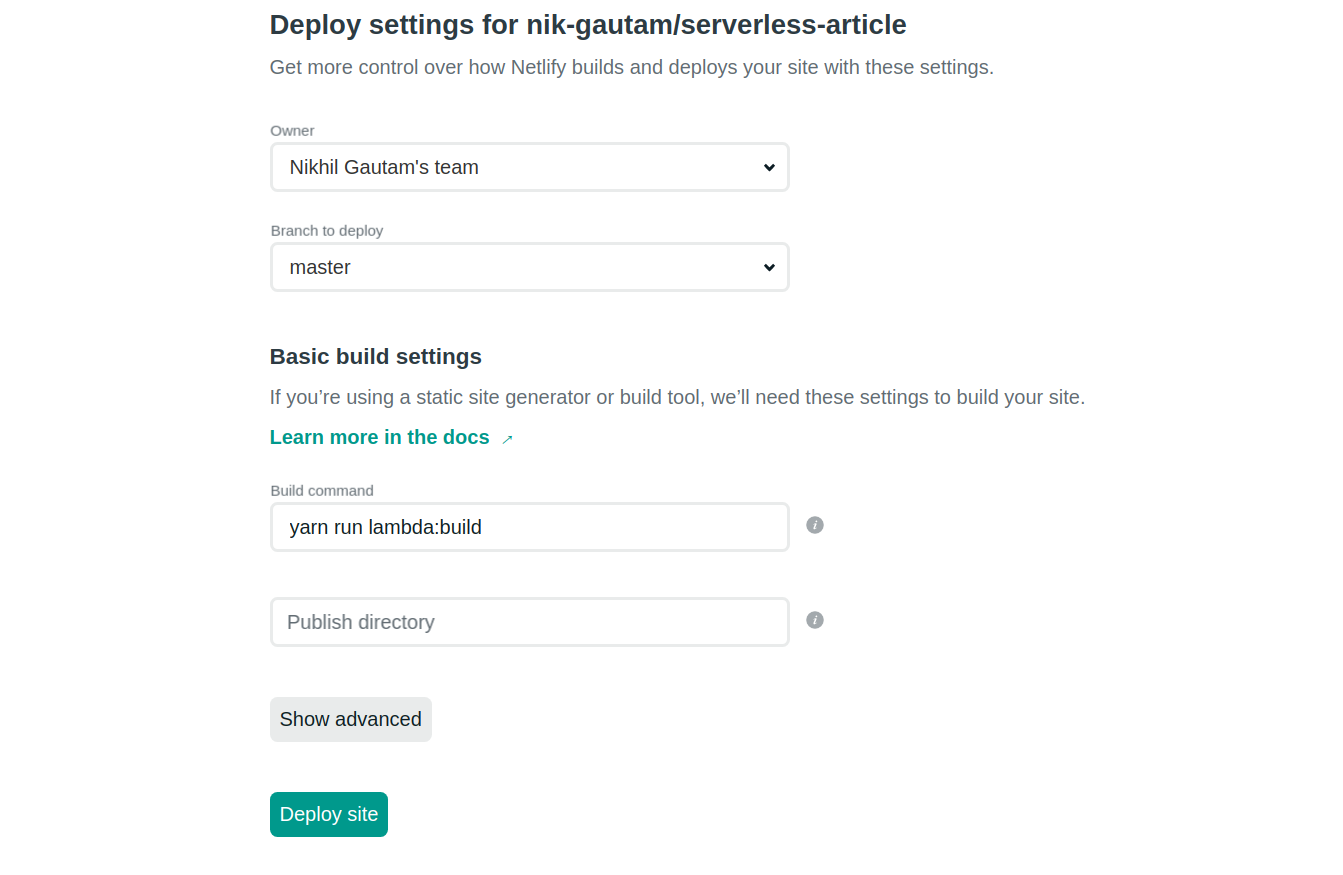 Deploy settings for nik-gautam/serverless-article
Get more control over how Netlify builds and deploys your site with these settings.
Owner
Nikhil Gautam's team
Branch to deploy
master
Basic build settings
If you’re using a static site generator or build tool, we’ll need these settings to build your site.
Learn more in the docs →
Build command
yarn run lambda:build
i
Publish directory
i
Show advanced
Deploy site